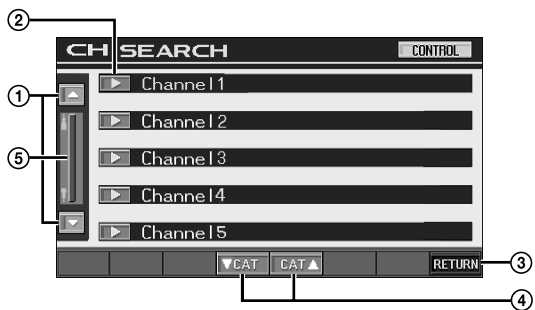 ②
CH SEARCH CONTROL
① ▶ Channel1
▶ Channel2
⑤ ▶ Channel3
▶ Channel4
▶ Channel5
▼CAT CAT▲ RETURN ③
④